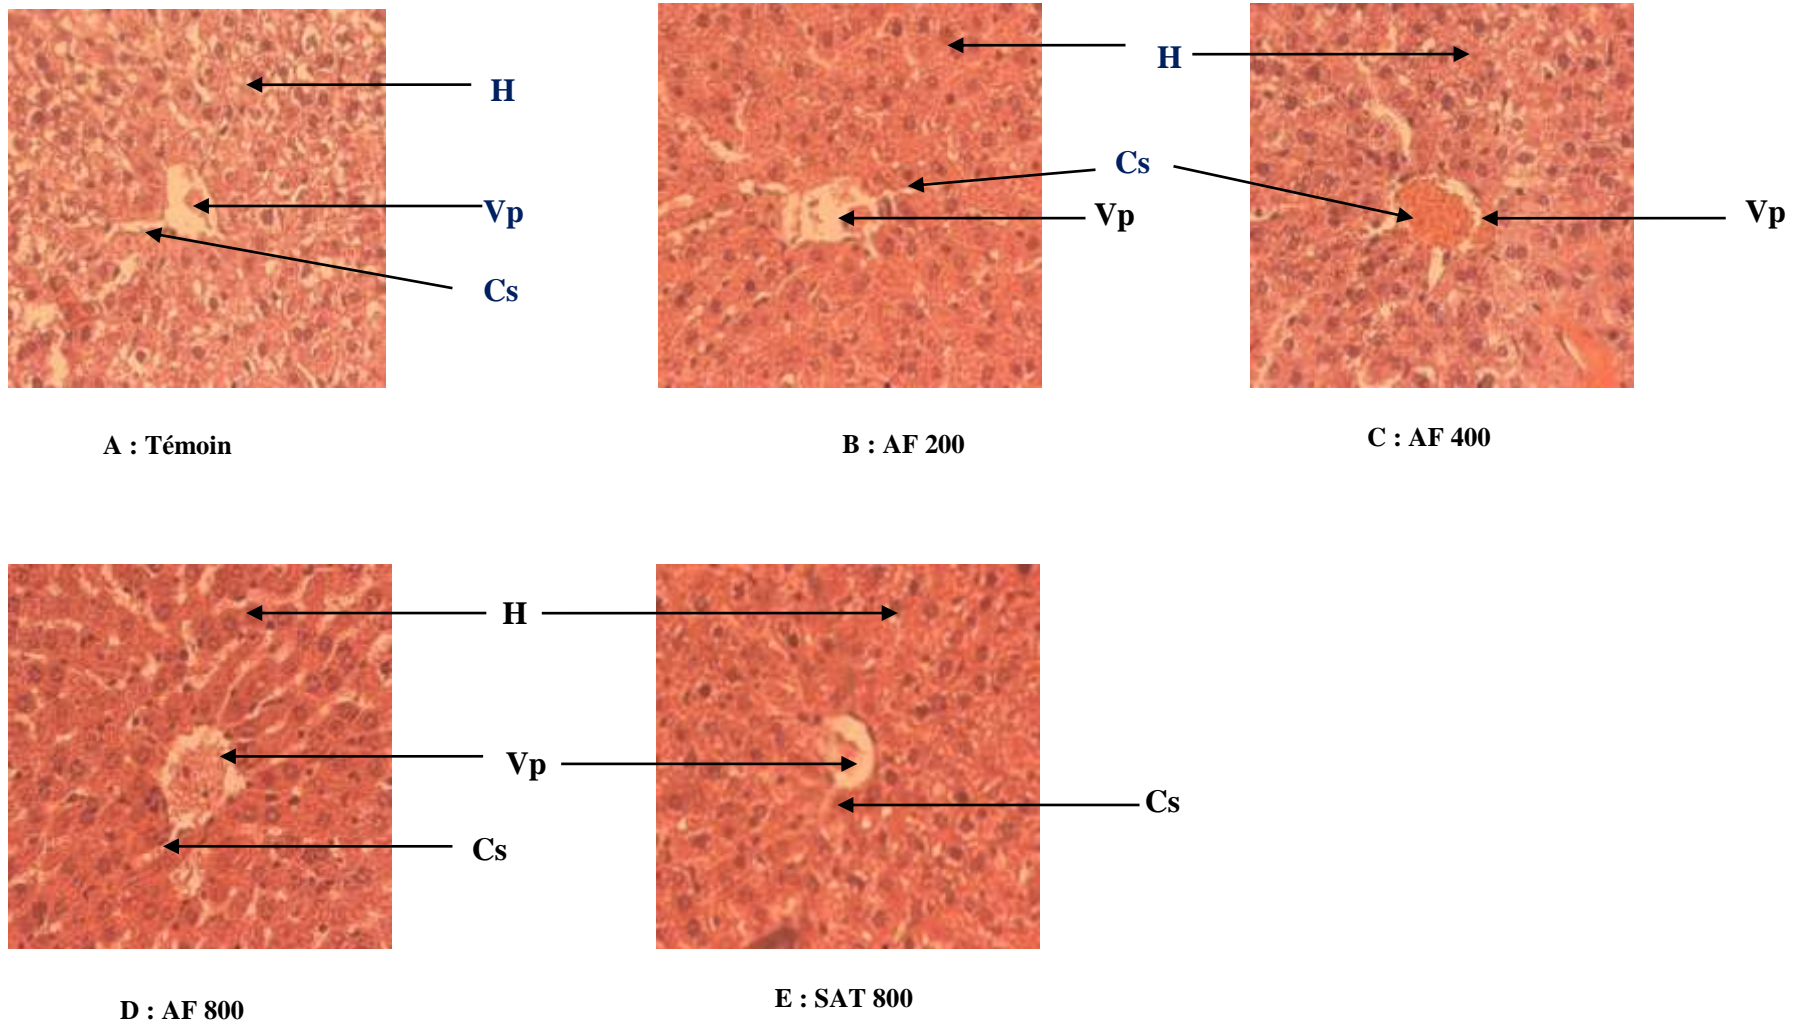 H
Vp
Cs
A : Témoin
H
Cs
Vp
Vp
B : AF 200
C : AF 400
H
Vp
Cs
Cs
D : AF 800
E : SAT 800